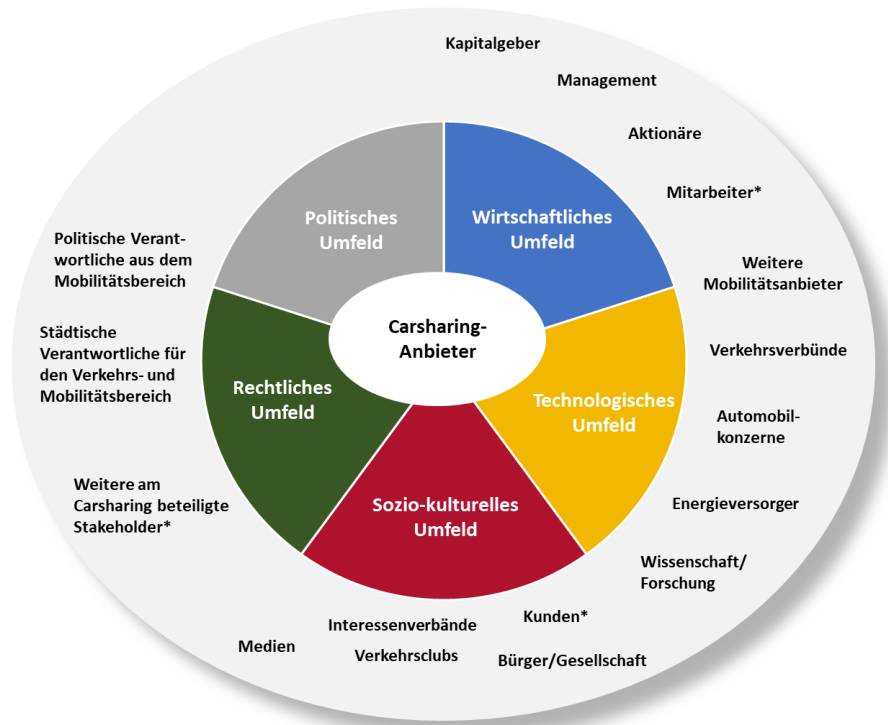 Kapitalgeber
Management
Aktionäre
Mitarbeiter*
Politisches
Umfeld
Wirtschaftliches
Umfeld
Politische Verant-
wortliche aus dem
Mobilitätsbereich
Weitere
Mobilitätsanbieter
Carsharing-
Anbieter
Städtische
Verantwortliche für
den Verkehrs- und
Mobilitätsbereich
Verkehrsverbünde
Rechtliches
Umfeld
Technologisches
Umfeld
Automobil-
konzerne
Weitere am
Carsharing beteiligte
Stakeholder*
Sozio-kulturelles
Umfeld
Energieversorger
Wissenschaft/
Forschung
Medien
Interessenverbände
Verkehrsclubs
Kunden*
Bürger/Gesellschaft